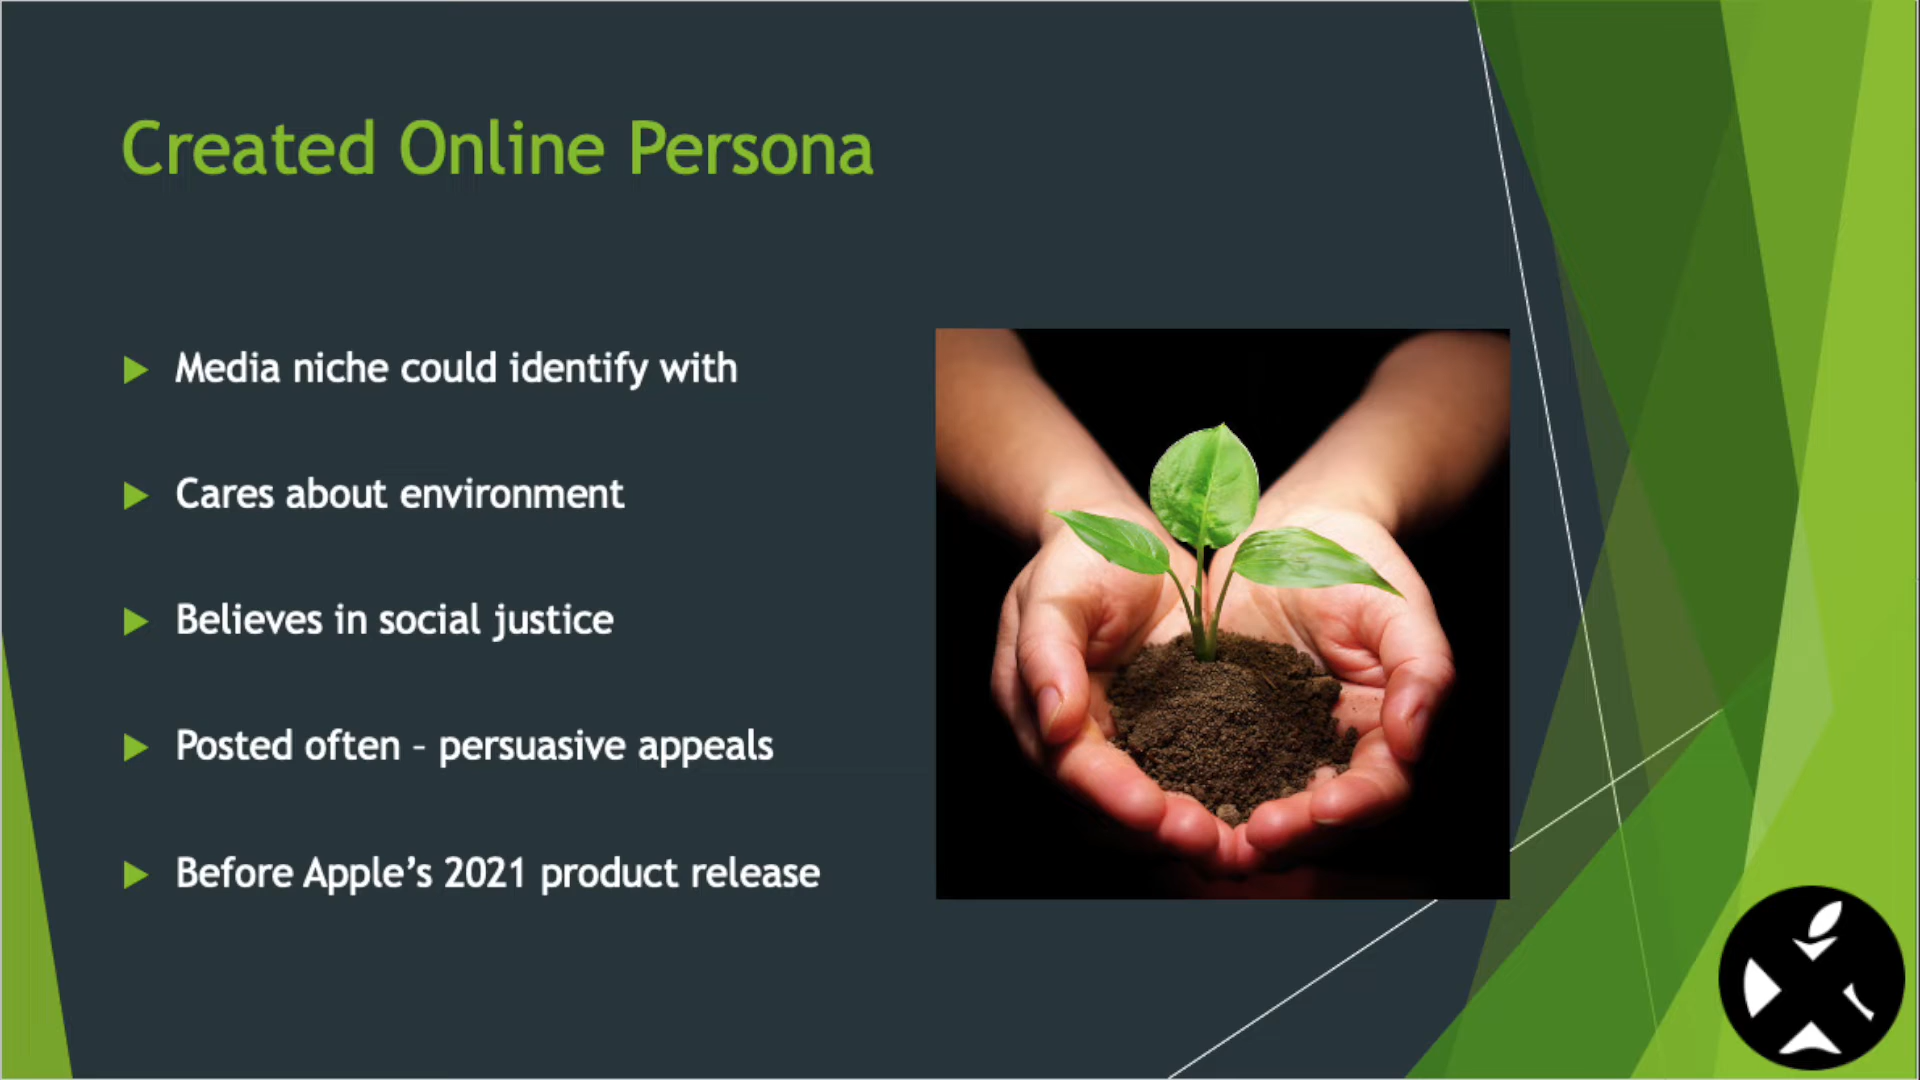 Created Online Persona
Media niche could identify with
Cares about environment
Believes in social justice
Posted often – persuasive appeals
Before Apple’s 2021 product release